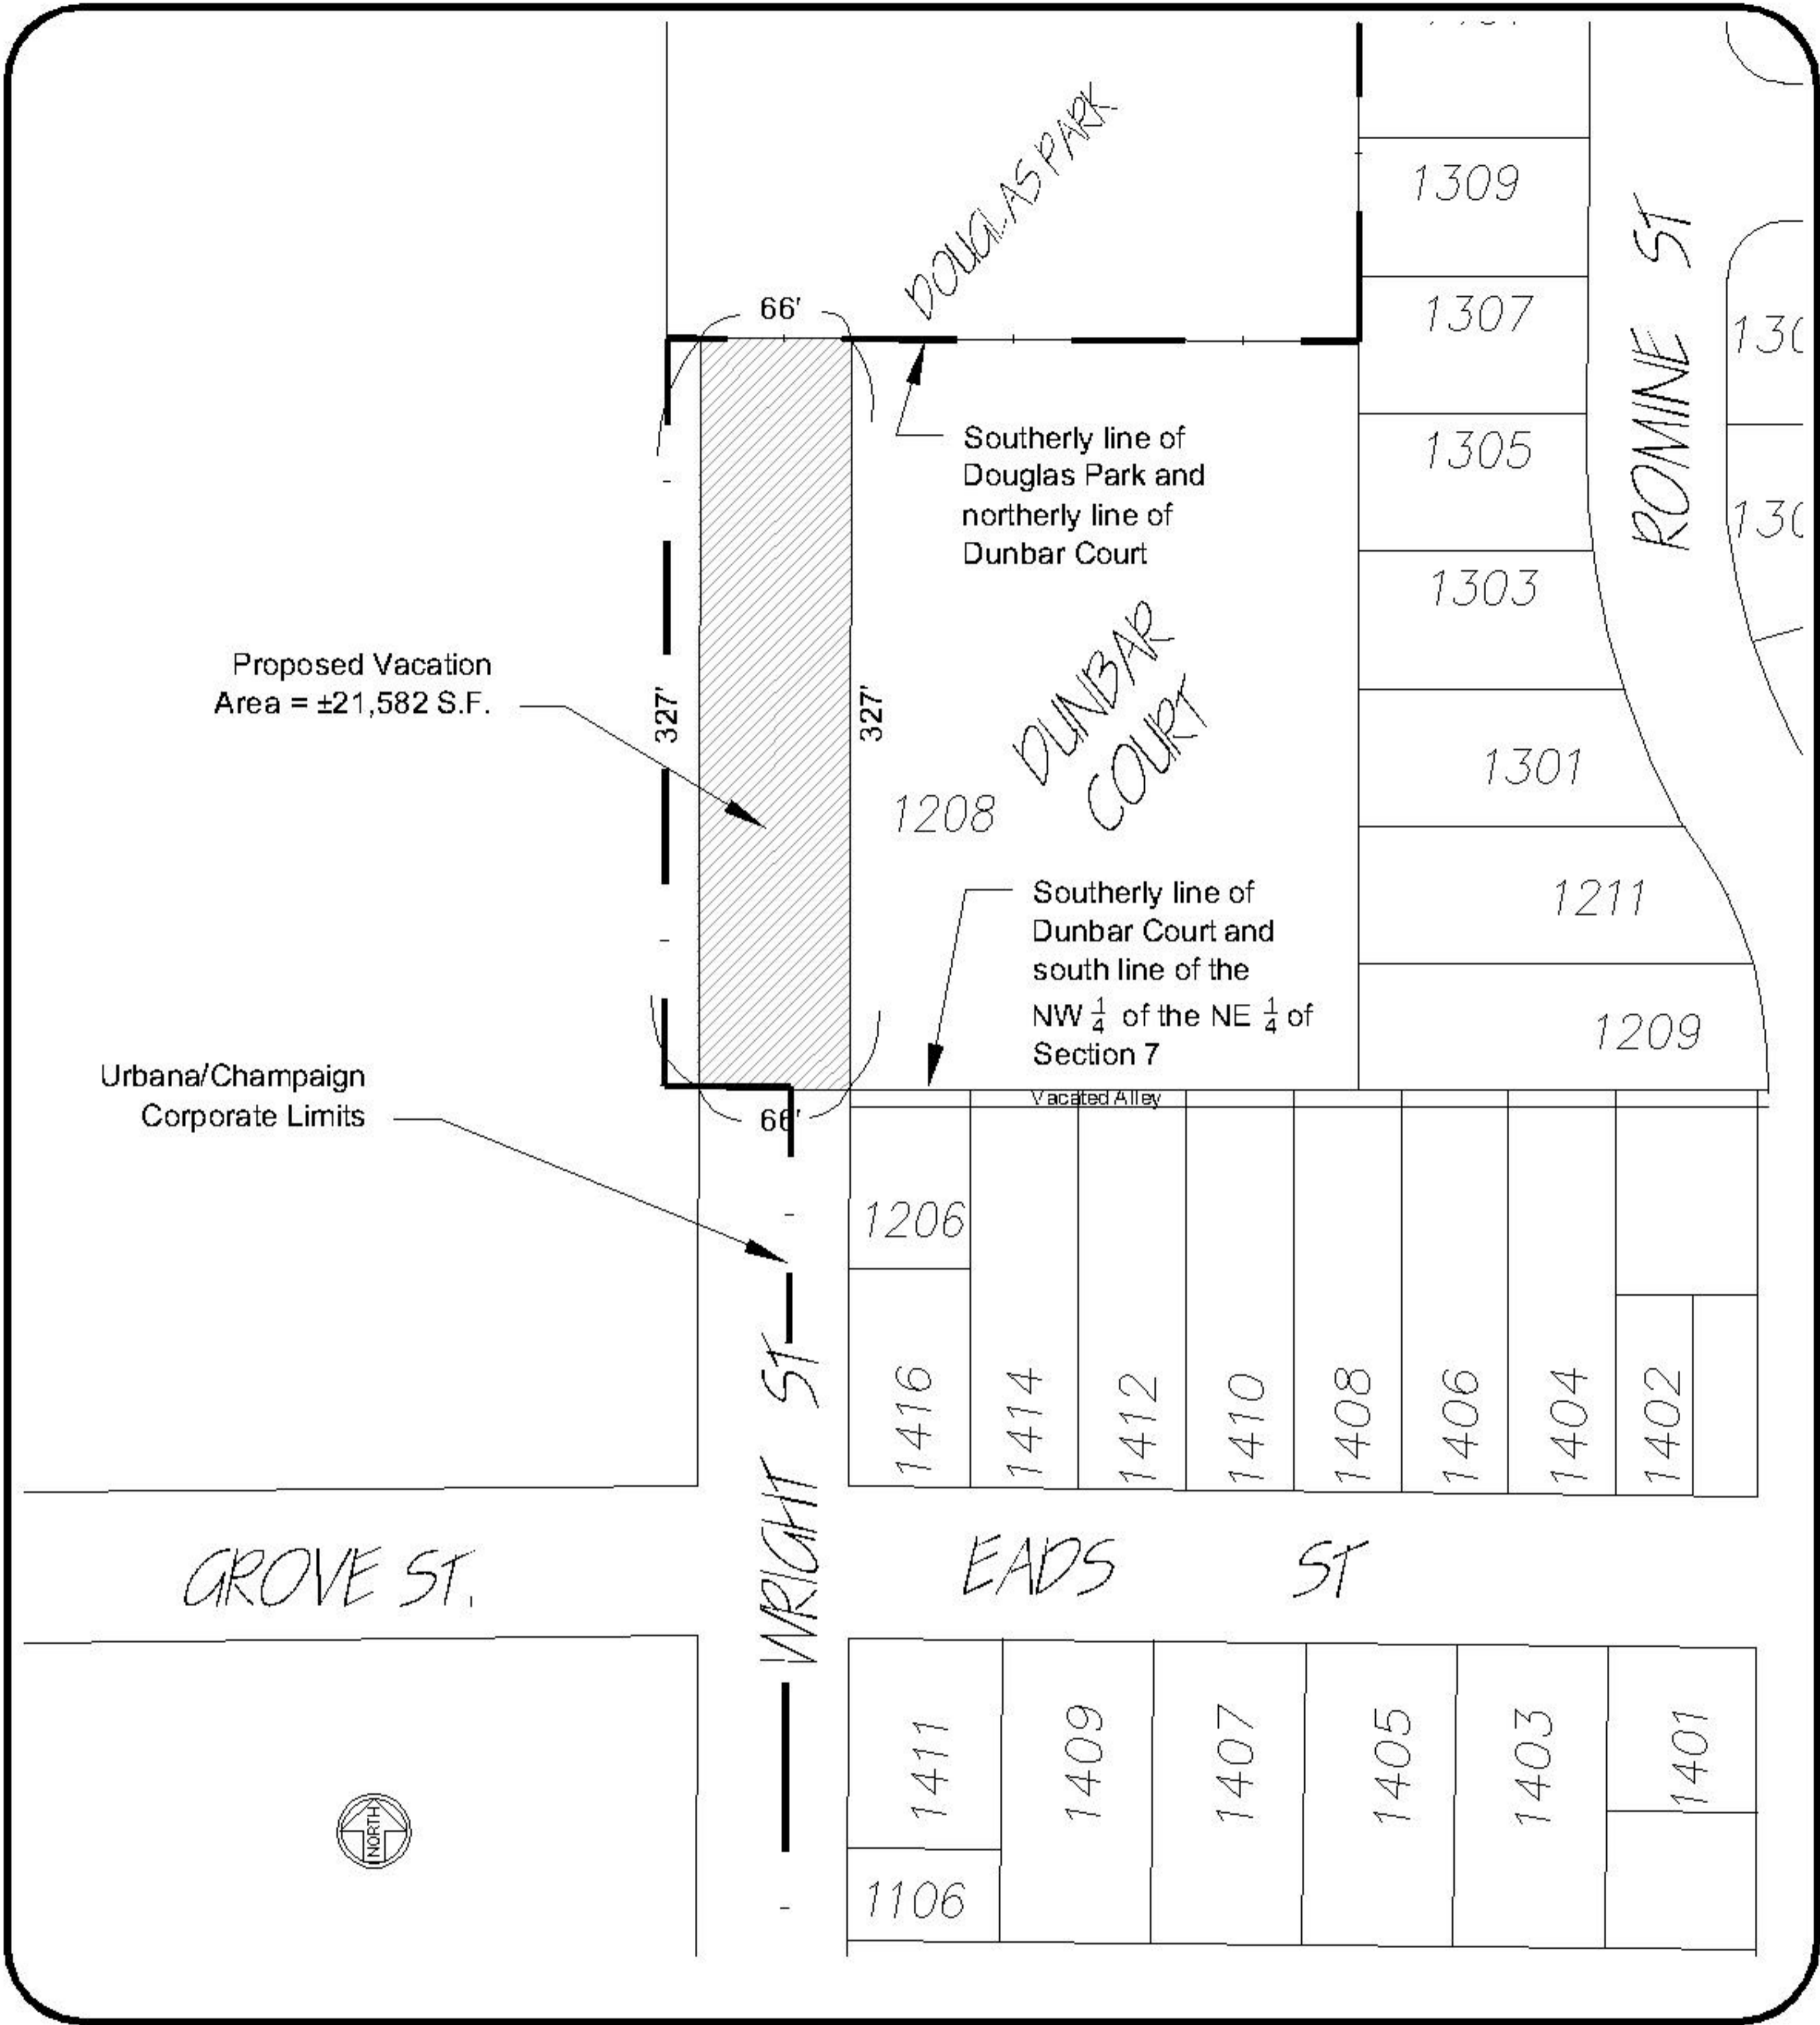 1309
DOUGLAS PARK
ROMINE ST
66'
1307
Southerly line of
Douglas Park and
northerly line of
Dunbar Court
1305
1303
Proposed Vacation
Area = ±21,582 S.F.
327'
327'
DUNBAR
COURT
1301
1208
Southerly line of
Dunbar Court and
south line of the
NW 1/4 of the NE 1/4 of
Section 7
1211
1209
Urbana/Champaign
Corporate Limits
66'
Vacated Alley
1206
1416
1414
1412
1410
1408
1406
1404
1402
WRIGHT ST
GROVE ST.
EADS ST
1411
1409
1407
1405
1403
1401
NORTH
1106